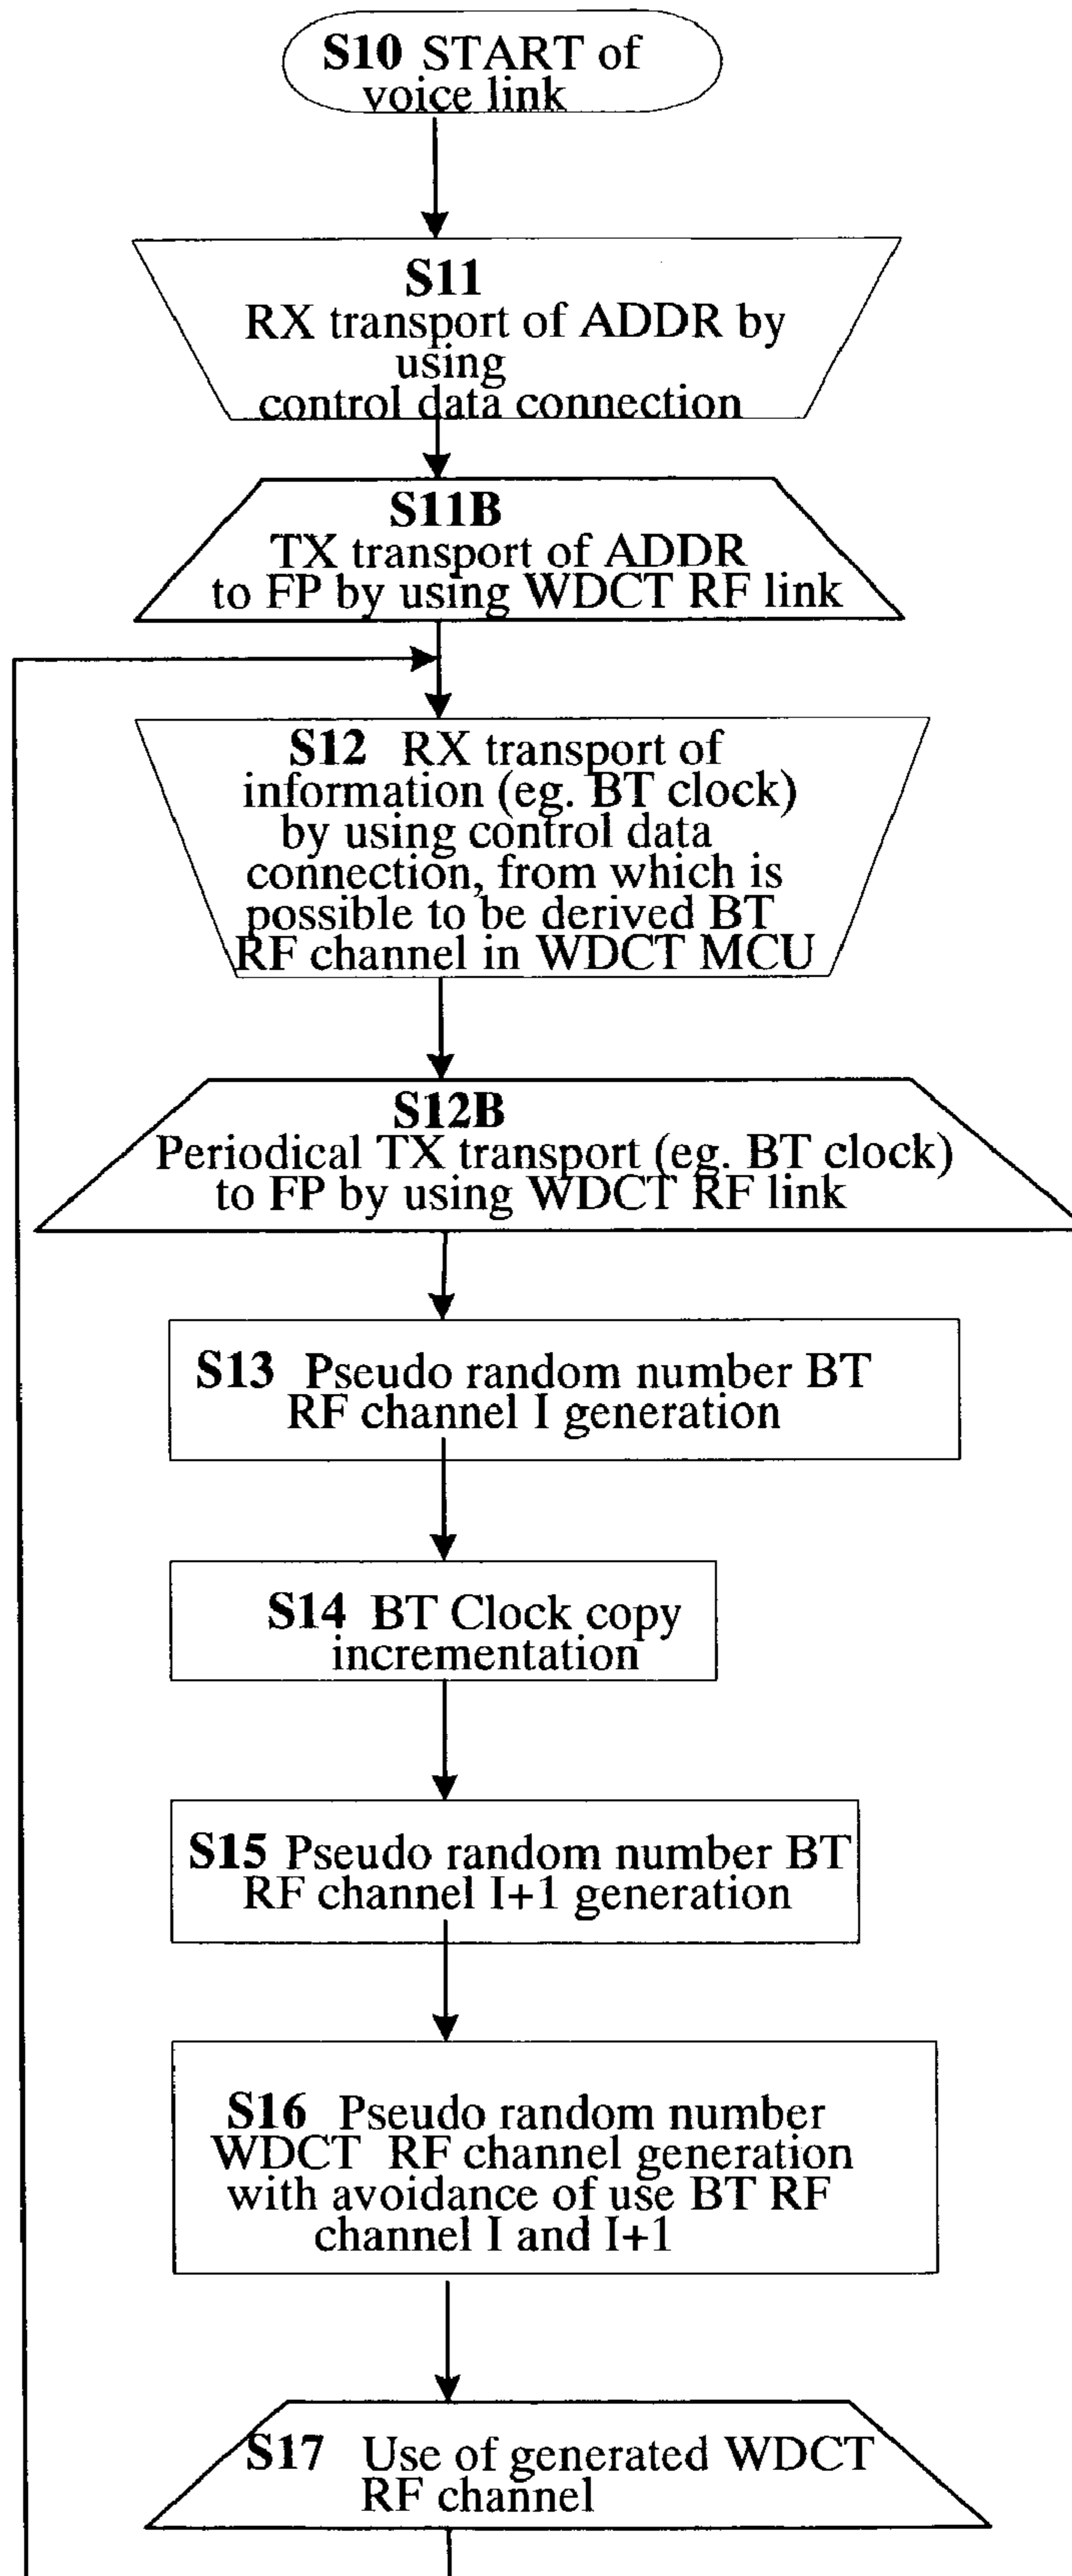 S10 START of
voice link
S11
RX transport of ADDR by
using
control data connection
S11B
TX transport of ADDR
to FP by using WDCT RF link
S12 RX transport of
information (eg. BT clock)
by using control data
connection, from which is
possible to be derived BT
RF channel in WDCT MCU
S12B
Periodical TX transport (eg. BT clock)
to FP by using WDCT RF link
S13 Pseudo random number BT
RF channel I generation
S14 BT Clock copy
incrementation
S15 Pseudo random number BT
RF channel I+1 generation
S16 Pseudo random number
WDCT RF channel generation
with avoidance of use BT RF
channel I and I+1
S17 Use of generated WDCT
RF channel